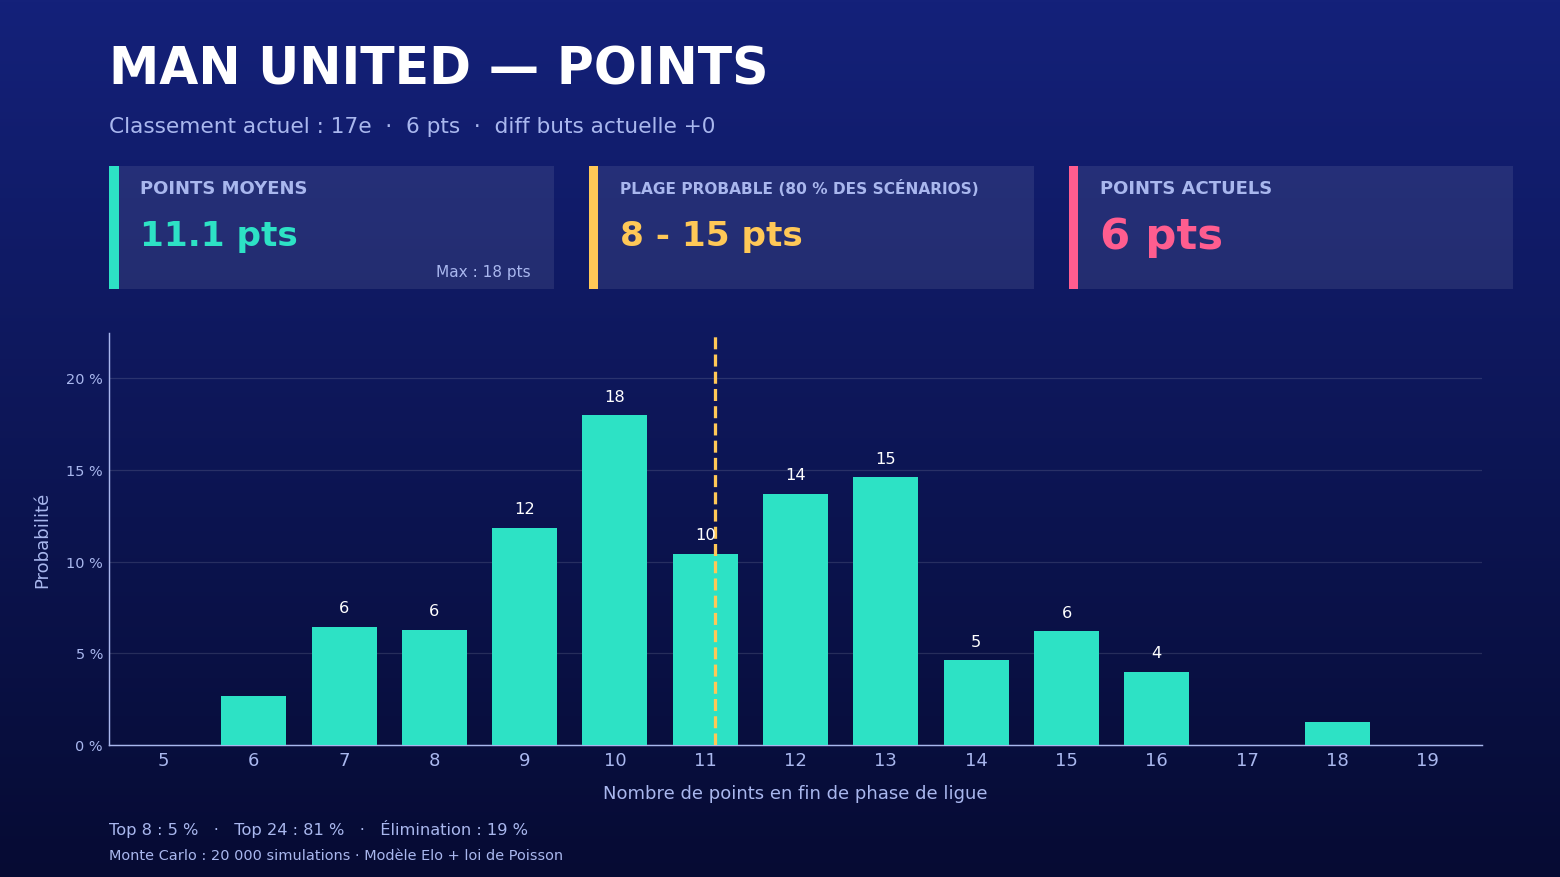 MAN UNITED — POINTS
Classement actuel : 17e · 6 pts · diff buts actuelle +0
POINTS MOYENS
11.1 pts
Max : 18 pts
PLAGE PROBABLE (80 % DES SCÉNARIOS)
8 - 15 pts
POINTS ACTUELS
6 pts
Probabilité
20 %
15 %
10 %
5 %
0 %
6
6
12
18
10
14
15
5
6
4
5 6 7 8 9 10 11 12 13 14 15 16 17 18 19
Nombre de points en fin de phase de ligue
Top 8 : 5 % · Top 24 : 81 % · Élimination : 19 %
Monte Carlo : 20 000 simulations · Modèle Elo + loi de Poisson